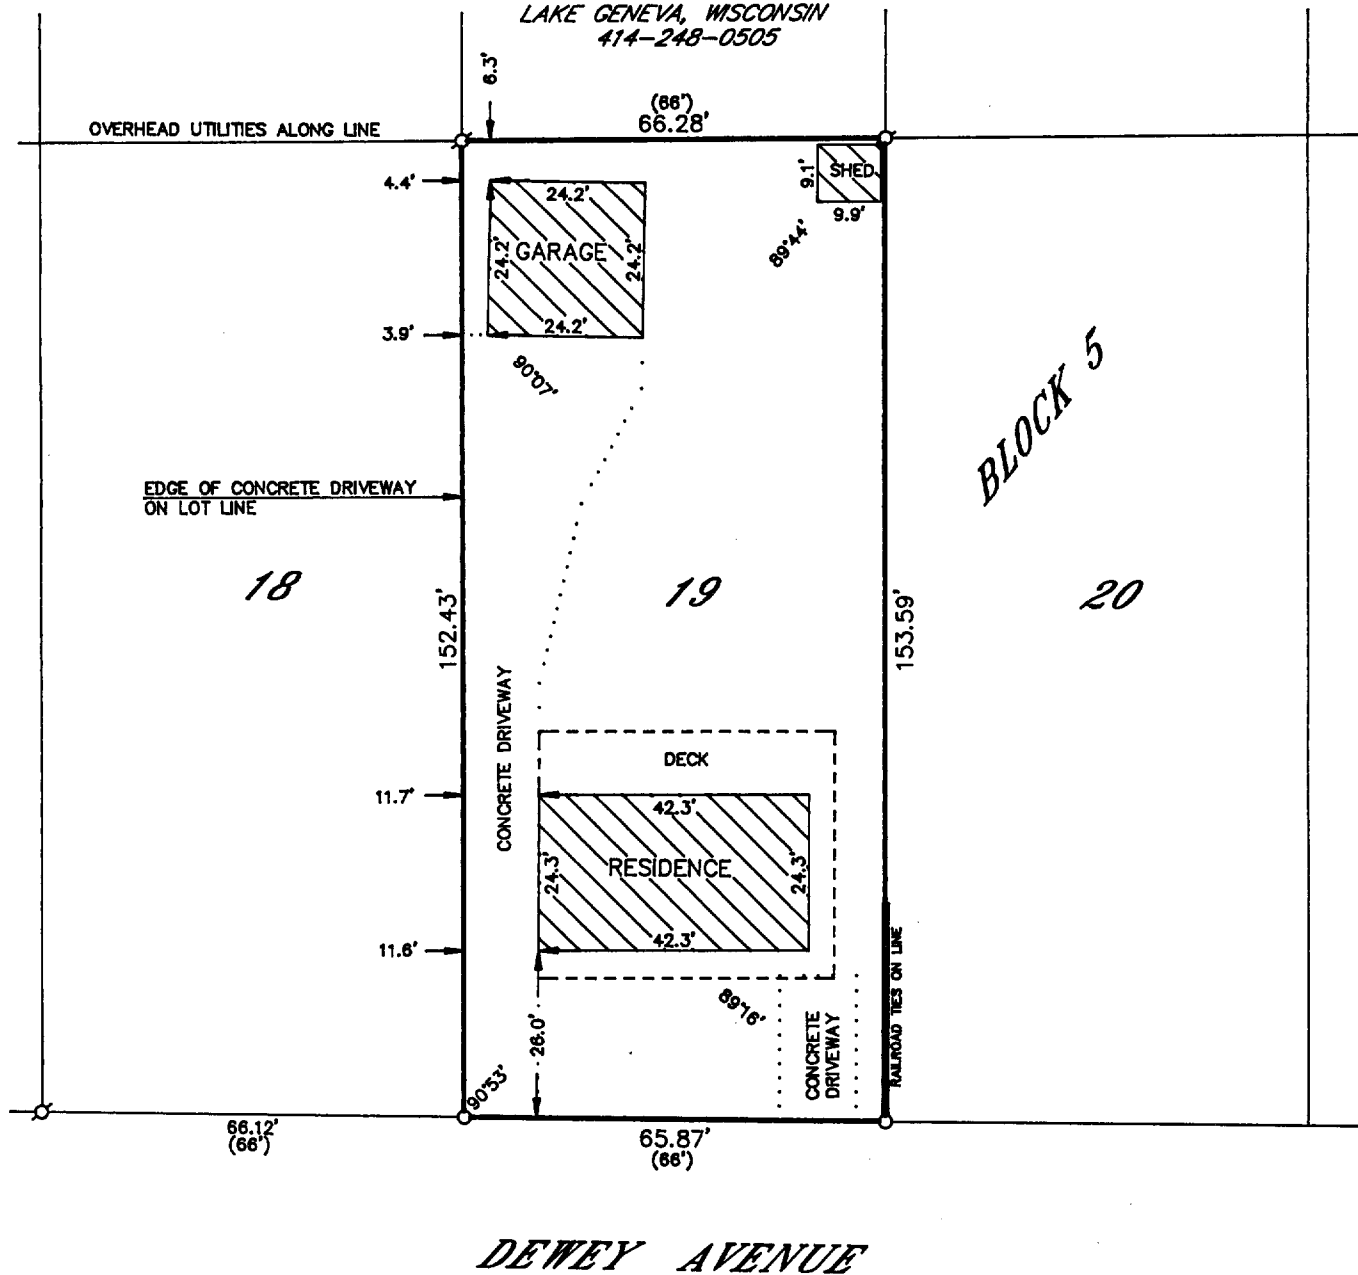 LAKE GENEVA, WISCONSIN
414-248-0505
6.3'
(66')
66.28'
OVERHEAD UTILITIES ALONG LINE
4.4'
24.2'
24.2'
GARAGE
24.2'
24.2'
3.9'
90°07'
SHED
9.1'
9.9'
89°44'
BLOCK 5
EDGE OF CONCRETE DRIVEWAY
ON LOT LINE
18
19
20
152.43'
153.59'
CONCRETE DRIVEWAY
DECK
11.7'
42.3'
24.3'
RESIDENCE
24.3'
42.3'
11.6'
26.0'
89°16'
CONCRETE
DRIVEWAY
RAILROAD TIES ON LINE
90°53'
66.12'
(66')
65.87'
(66')
DEWEY AVENUE